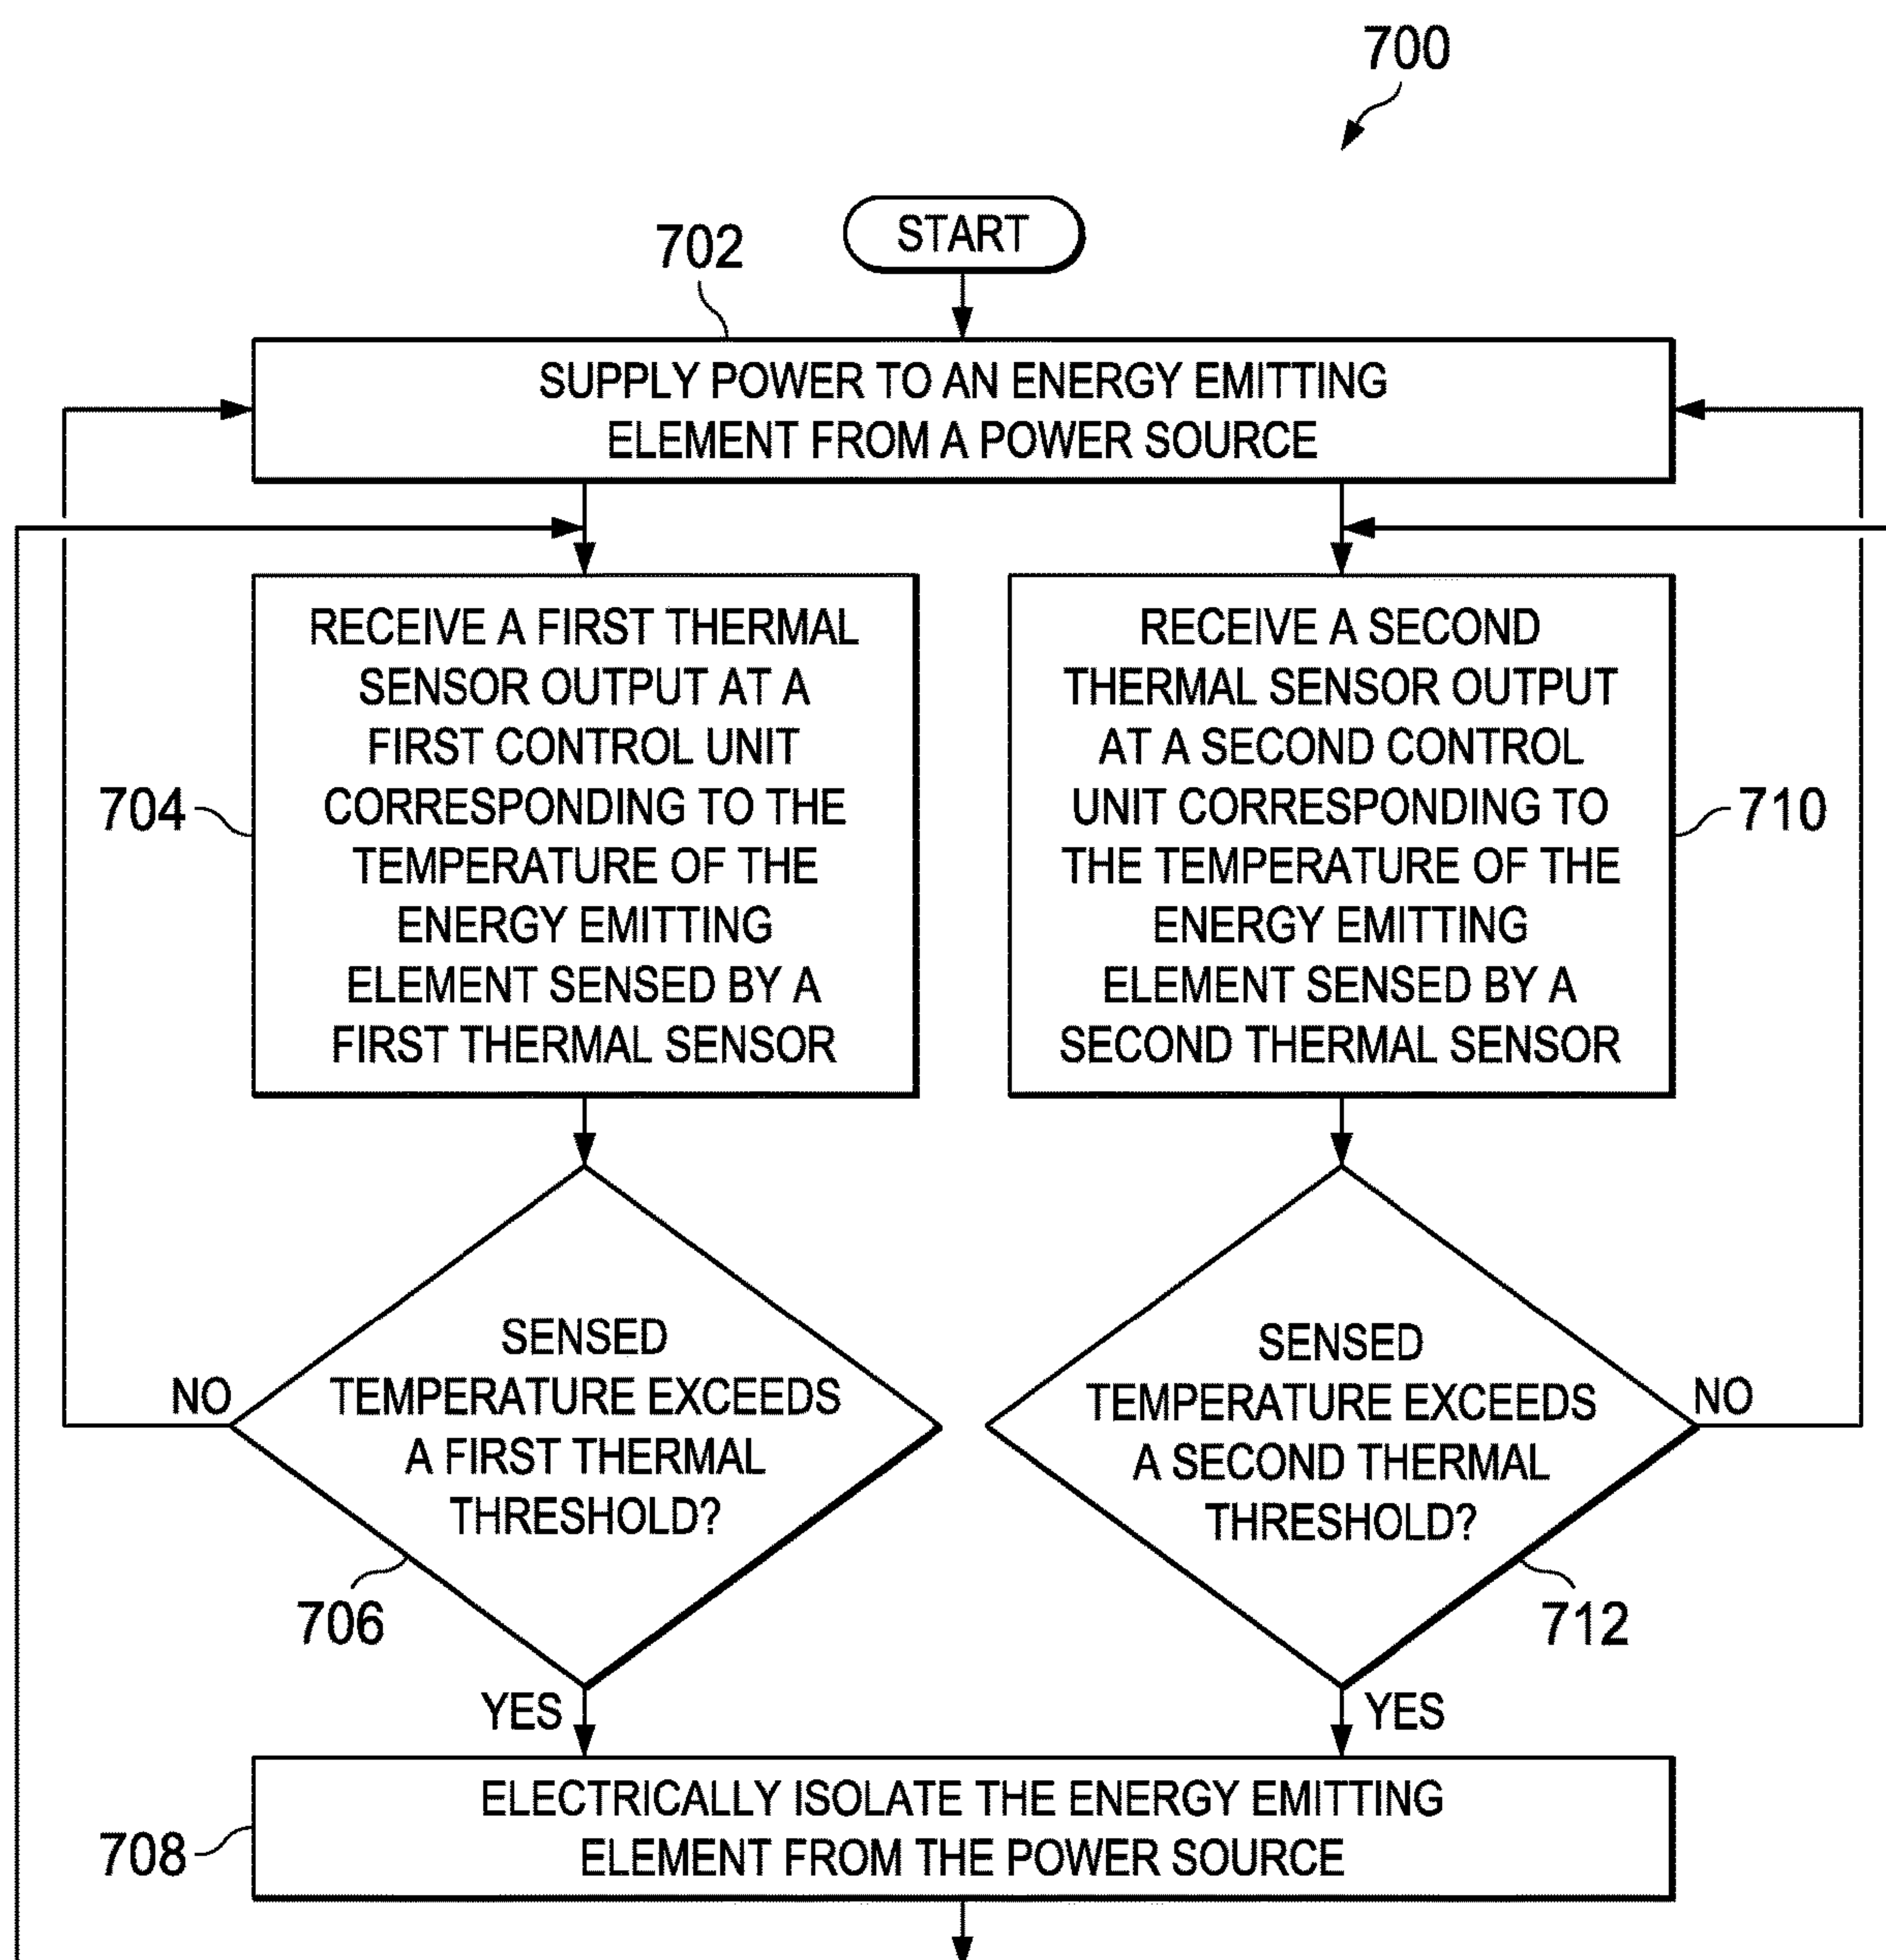 700
START
702
SUPPLY POWER TO AN ENERGY EMITTING
ELEMENT FROM A POWER SOURCE
RECEIVE A FIRST THERMAL
SENSOR OUTPUT AT A
FIRST CONTROL UNIT
CORRESPONDING TO THE
TEMPERATURE OF THE
ENERGY EMITTING
ELEMENT SENSED BY A
FIRST THERMAL SENSOR
704
RECEIVE A SECOND
THERMAL SENSOR OUTPUT
AT A SECOND CONTROL
UNIT CORRESPONDING TO
THE TEMPERATURE OF THE
ENERGY EMITTING
ELEMENT SENSED BY A
SECOND THERMAL SENSOR
710
SENSED
TEMPERATURE EXCEEDS
A FIRST THERMAL
THRESHOLD?
NO
706
YES
SENSED
TEMPERATURE EXCEEDS
A SECOND THERMAL
THRESHOLD?
NO
712
YES
ELECTRICALLY ISOLATE THE ENERGY EMITTING
ELEMENT FROM THE POWER SOURCE
708